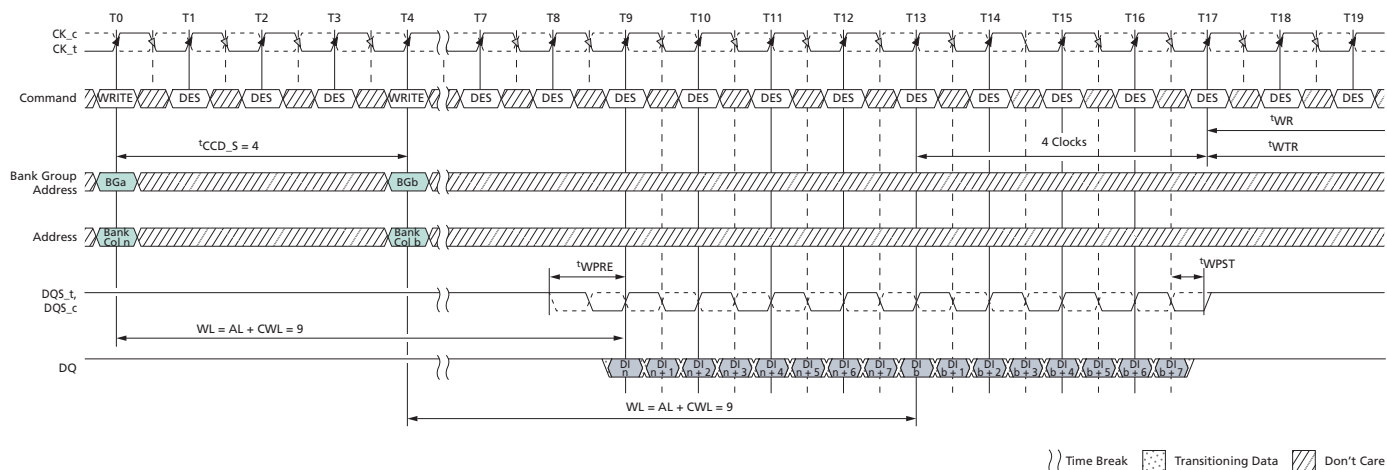 T0 T1 T2 T3 T4 T7 T8 T9 T10 T11 T12 T13 T14 T15 T16 T17 T18 T19
CK_c
CK_t
Command WRITE DES DES DES WRITE DES DES DES DES DES DES DES DES DES DES DES DES DES
tWR
tCCD_S = 4
4 Clocks
tWTR
Bank Group
Address
BGa BGb
Address
Bank
Col n
Bank
Col b
tWPRE
tWPST
DQS_t,
DQS_c
WL = AL + CWL = 9
DQ
DI
n
DI
n + 1
DI
n + 2
DI
n + 3
DI
n + 4
DI
n + 5
DI
n + 6
DI
n + 7
DI
b
DI
b + 1
DI
b + 2
DI
b + 3
DI
b + 4
DI
b + 5
DI
b + 6
DI
b + 7
WL = AL + CWL = 9
Time Break Transitioning Data Don't Care